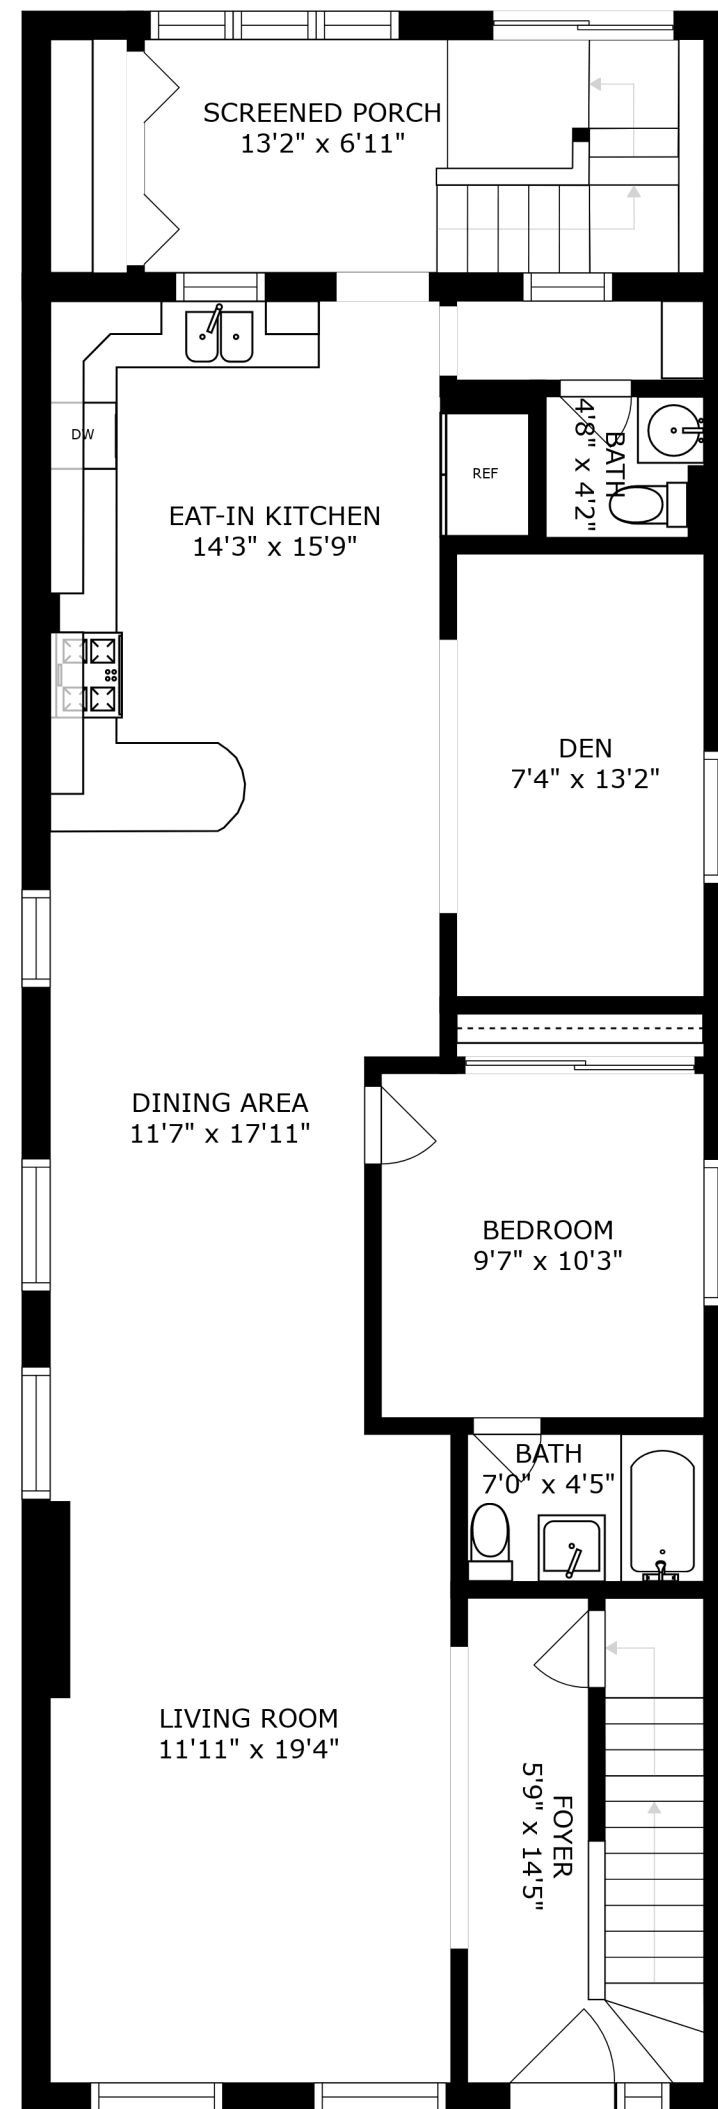 SCREENED PORCH
13'2" x 6'11"
DW
REF
BATH
4'8" x 4'2"
EAT-IN KITCHEN
14'3" x 15'9"
DEN
7'4" x 13'2"
DINING AREA
11'7" x 17'11"
BEDROOM
9'7" x 10'3"
BATH
7'0" x 4'5"
LIVING ROOM
11'11" x 19'4"
FOYER
5'9" x 14'5"